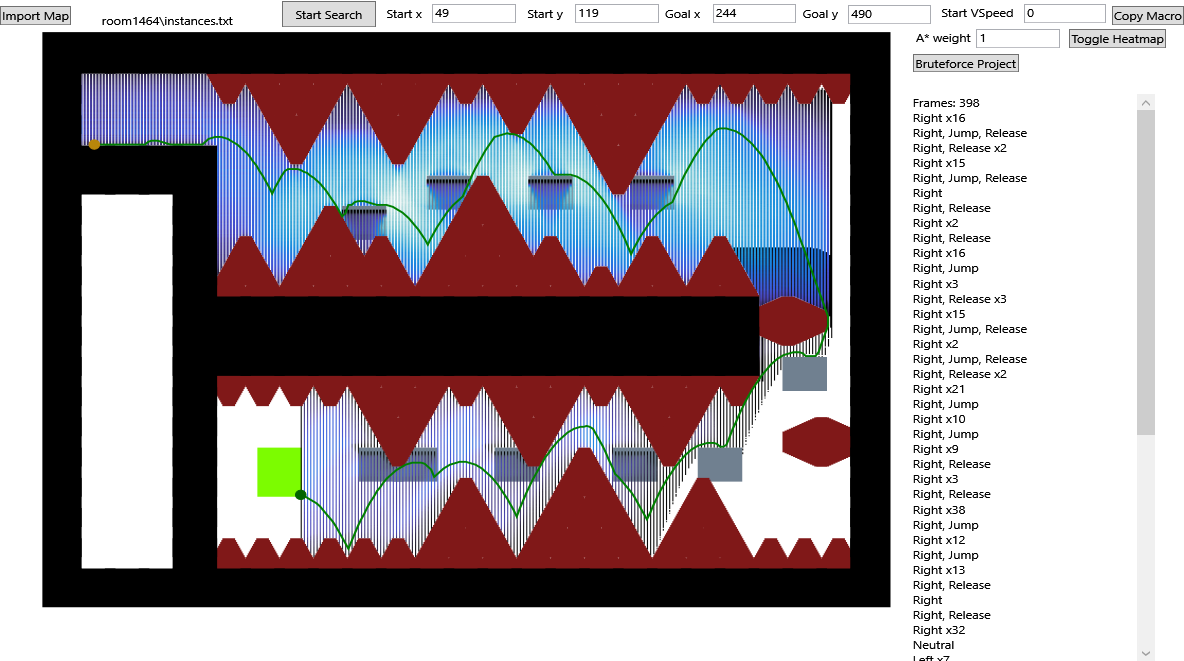 Import Map
room1464\instances.txt
Start Search
Start x 49
Start y 119
Goal x 244
Goal y 490
Start VSpeed 0
Copy Macro
A* weight 1
Toggle Heatmap
Bruteforce Project
Frames: 398
Right x16
Right, Jump, Release
Right, Release x2
Right x15
Right, Jump, Release
Right
Right, Release
Right x2
Right, Release
Right x16
Right, Jump
Right x3
Right, Release x3
Right x15
Right, Jump, Release
Right x2
Right, Jump, Release
Right, Release x2
Right x21
Right, Jump
Right x10
Right, Jump
Right x9
Right, Release
Right x3
Right, Release
Right x38
Right, Jump
Right x12
Right, Jump
Right x13
Right, Release
Right
Right, Release
Right x32
Neutral
Left x7